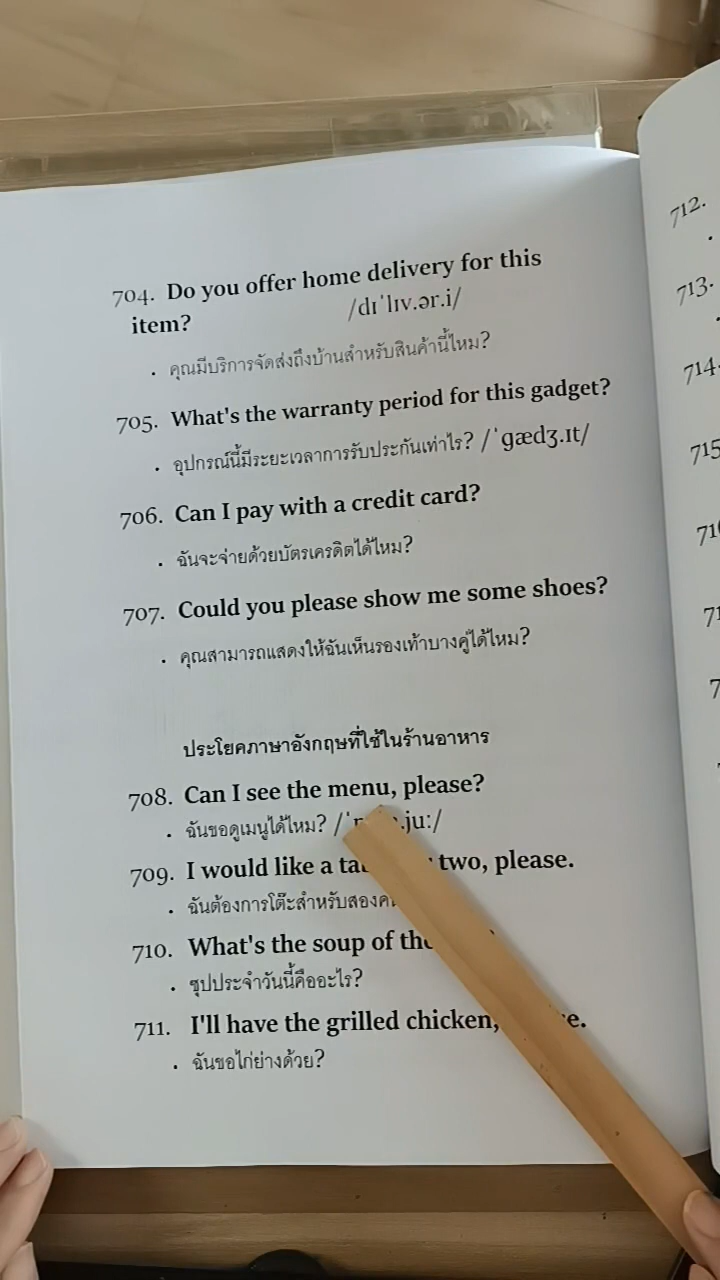 704. Do you offer home delivery for this
item? /dɪˈlɪv.ər.i/
• คุณมีบริการจัดส่งถึงบ้านสำหรับสินค้านี้ไหม?
705. What's the warranty period for this gadget?
• อุปกรณ์นี้มีระยะเวลาการรับประกันเท่าไร? /ˈɡædʒ.ɪt/
706. Can I pay with a credit card?
• ฉันจะจ่ายด้วยบัตรเครดิตได้ไหม?
707. Could you please show me some shoes?
• คุณสามารถแสดงให้ฉันเห็นรองเท้าบางคู่ได้ไหม?
ประโยคภาษาอังกฤษที่ใช้ในร้านอาหาร
708. Can I see the menu, please?
• ฉันขอดูเมนูได้ไหม? .juː/
709. I would like a two, please.
• ฉันต้องการโต๊ะสำหรับสอง
710. What's the soup of
• ซุปประจำวันนี้คืออะไร?
711. I'll have the grilled chicken,
• ฉันขอไก่ย่างด้วย?
712.
713.
714.